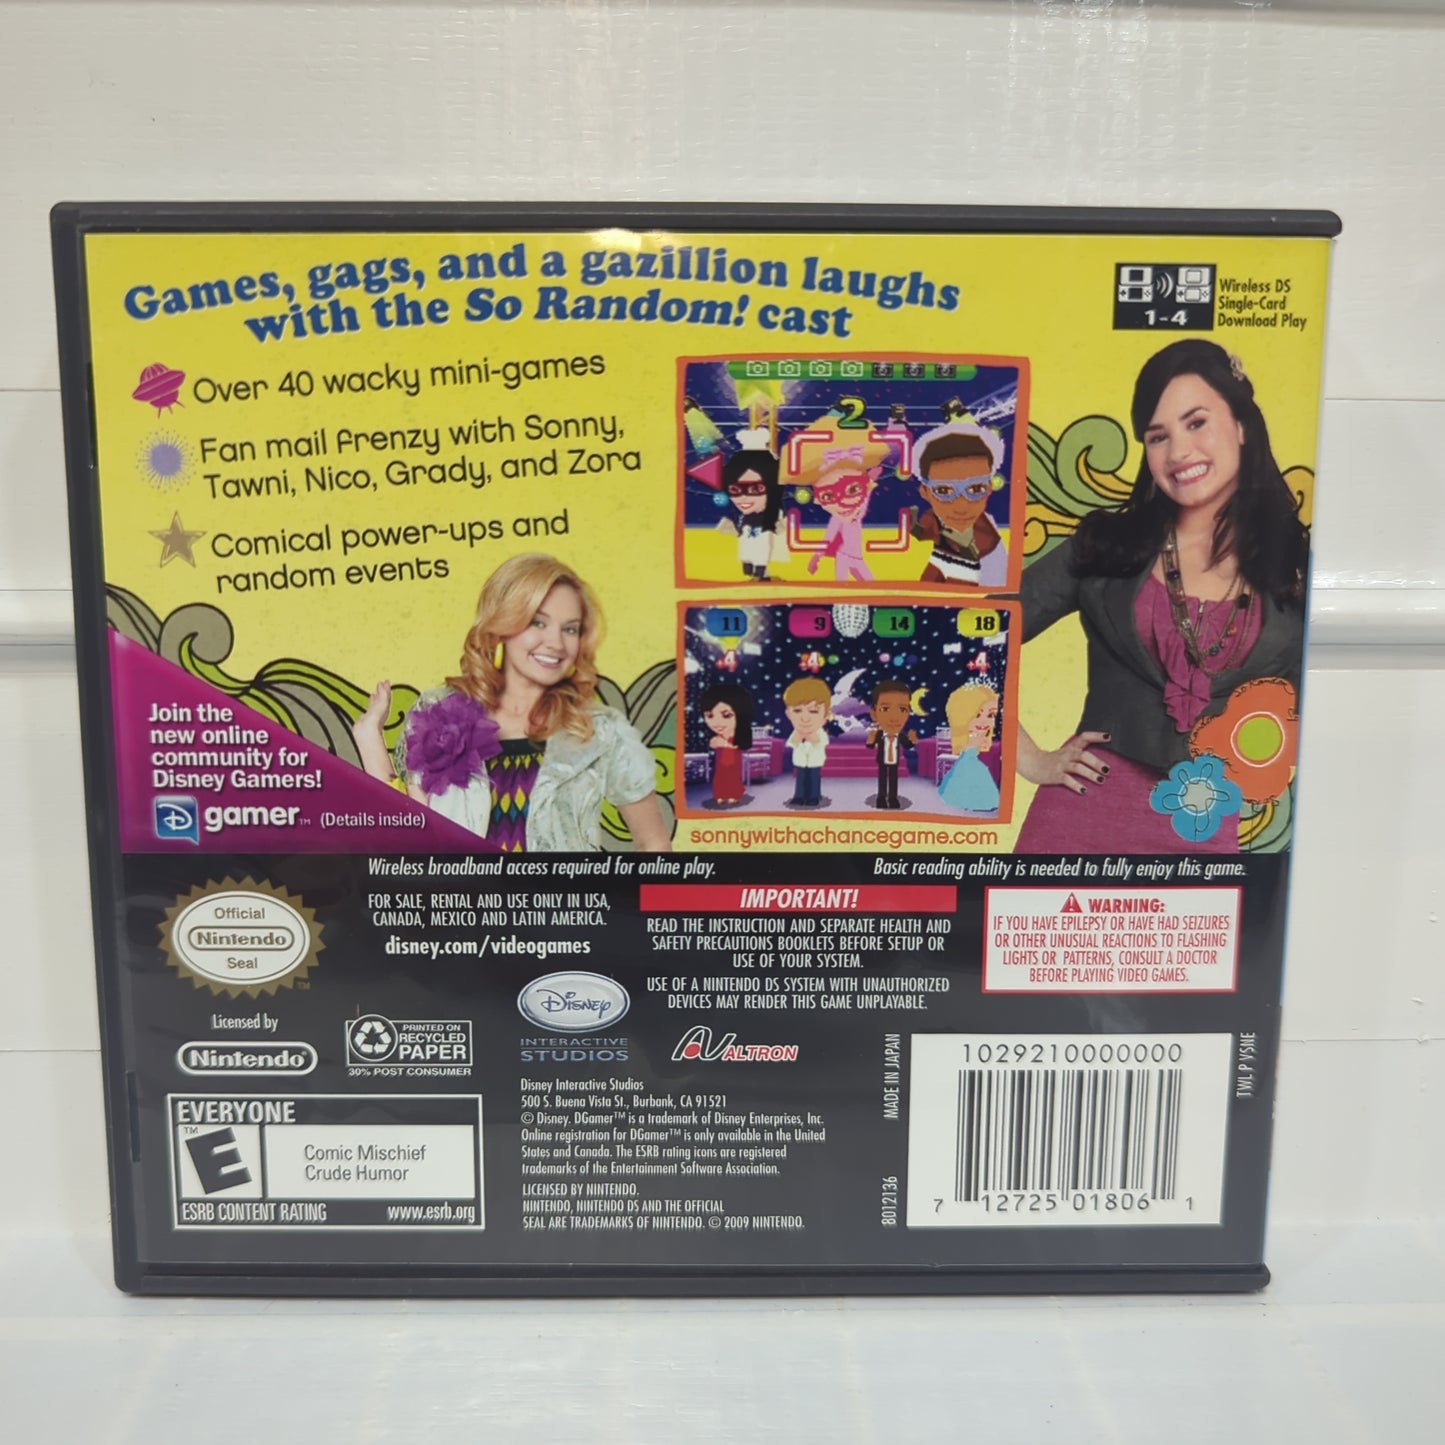 Games, gags, and a gazillion laughs
with the So Random! cast
Wireless DS
Single-Card
Download Play
1-4
Over 40 wacky mini-games
Fan mail frenzy with Sonny,
Tawni, Nico, Grady, and Zora
Comical power-ups and
random events
2
11
9
14
18
+4
+4
+4
So Random!
Join the
new online
community for
Disney Gamers!
D gamer™ (Details inside)
sonnywithachancegame.com
Wireless broadband access required for online play.
Basic reading ability is needed to fully enjoy this game.
Official
Nintendo
Seal
TM
FOR SALE, RENTAL AND USE ONLY IN USA,
CANADA, MEXICO AND LATIN AMERICA.
disney.com/videogames
IMPORTANT!
READ THE INSTRUCTION AND SEPARATE HEALTH AND
SAFETY PRECAUTIONS BOOKLETS BEFORE SETUP OR
USE OF YOUR SYSTEM.
USE OF A NINTENDO DS SYSTEM WITH UNAUTHORIZED
DEVICES MAY RENDER THIS GAME UNPLAYABLE.
WARNING:
IF YOU HAVE EPILEPSY OR HAVE HAD SEIZURES
OR OTHER UNUSUAL REACTIONS TO FLASHING
LIGHTS OR PATTERNS, CONSULT A DOCTOR
BEFORE PLAYING VIDEO GAMES.
Licensed by
Nintendo®
PRINTED ON
RECYCLED
PAPER
30% POST CONSUMER
Disney
INTERACTIVE
STUDIOS
ALTRON
EVERYONE
TM
E
Comic Mischief
Crude Humor
ESRB CONTENT RATING
www.esrb.org
Disney Interactive Studios
500 S. Buena Vista St., Burbank, CA 91521
© Disney. DGamer™ is a trademark of Disney Enterprises, Inc.
Online registration for DGamer™ is only available in the United
States and Canada. The ESRB rating icons are registered
trademarks of the Entertainment Software Association.
LICENSED BY NINTENDO.
NINTENDO, NINTENDO DS AND THE OFFICIAL
SEAL ARE TRADEMARKS OF NINTENDO. © 2009 NINTENDO.
MADE IN JAPAN
8012136
1029210000000
7 12725 01806 1
TWL P VSNE